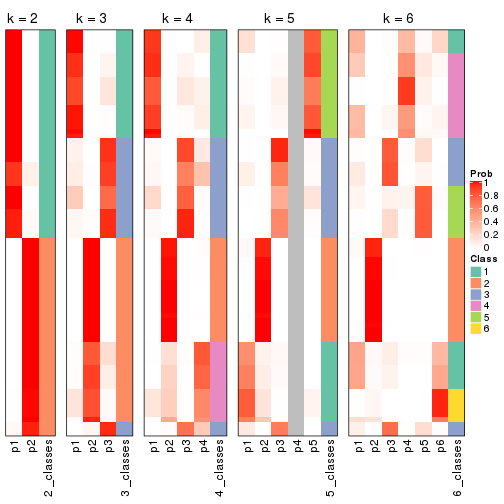 k = 2
k = 3
k = 4
k = 5
k = 6
p1
p2
2_classes
p1
p2
p3
3_classes
p1
p2
p3
p4
4_classes
p1
p2
p3
p4
p5
5_classes
p1
p2
p3
p4
p5
p6
6_classes
Prob
1
0.8
0.6
0.4
0.2
0
Class
1
2
3
4
5
6